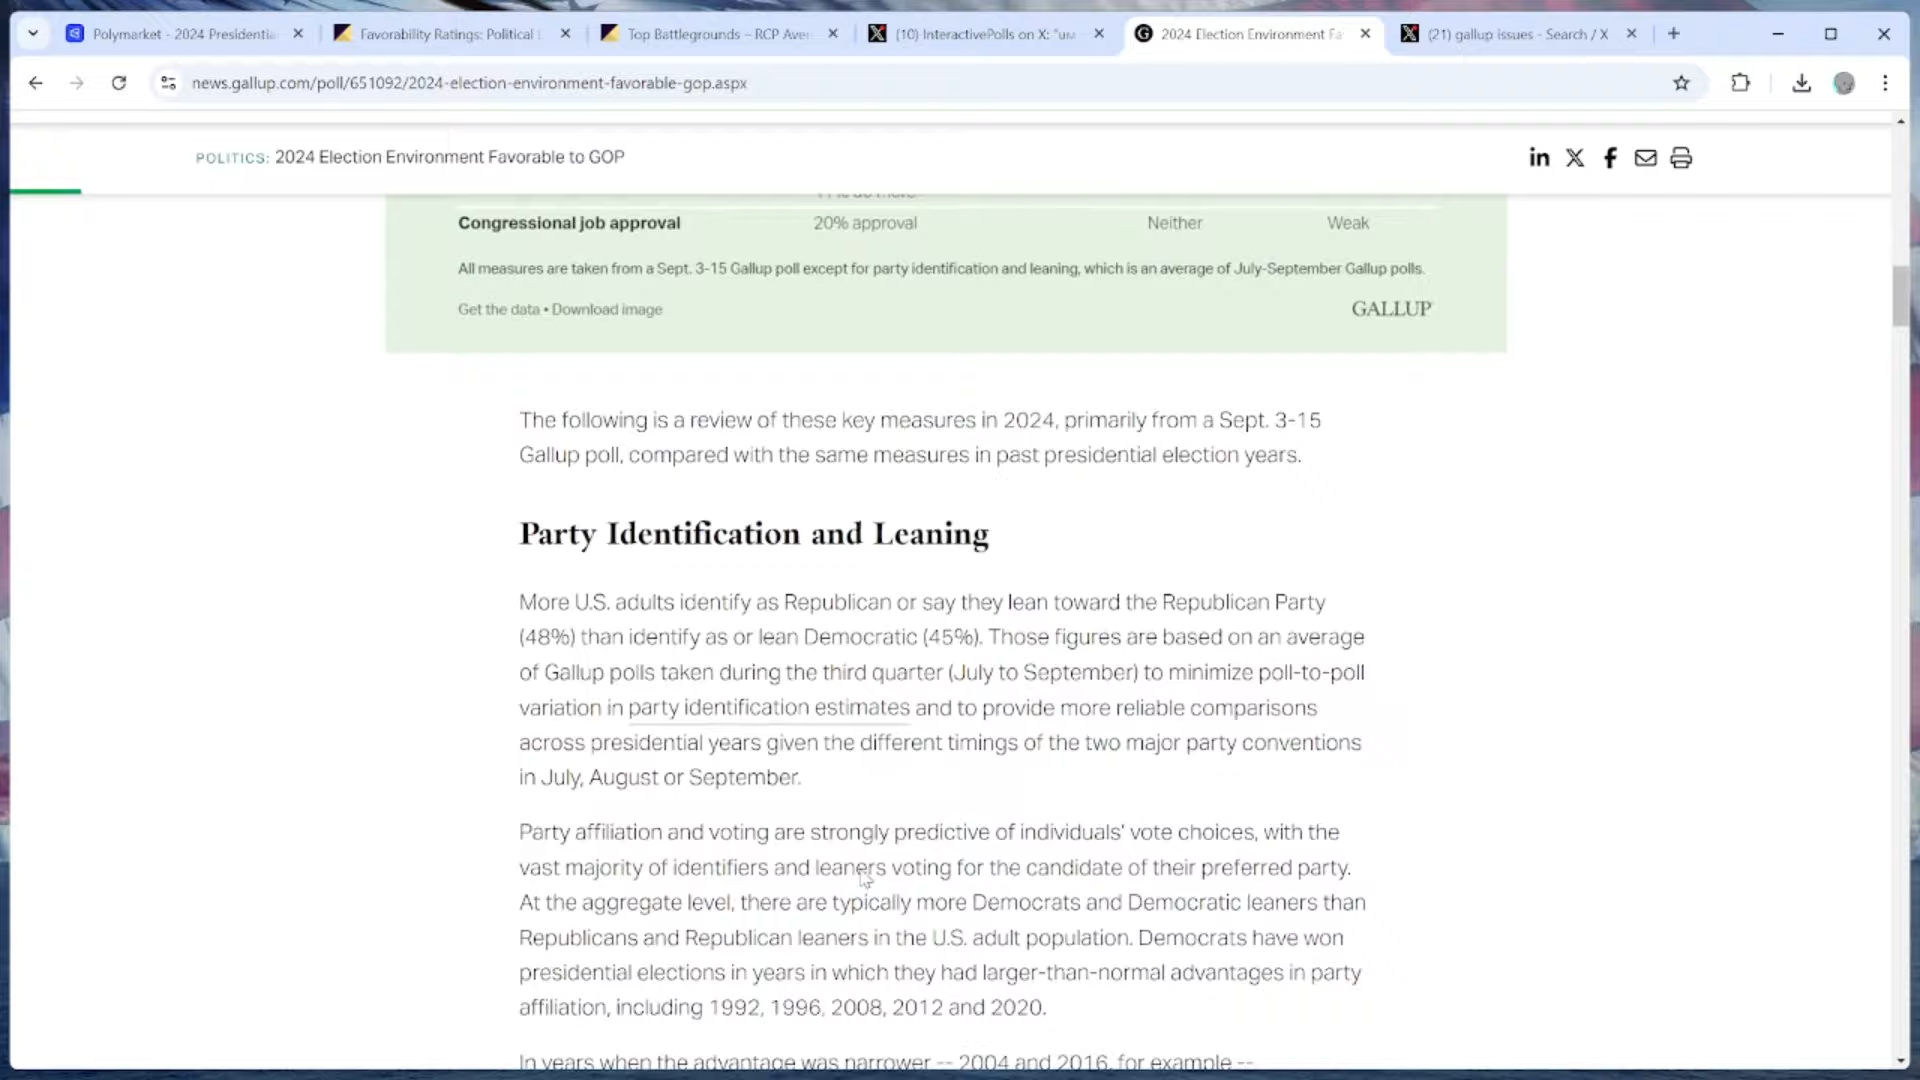 Polymarket - 2024 Presidentia
Favorability Ratings: Political
Top Battlegrounds – RCP Aver
(10) InteractivePolls on X: "
2024 Election Environment Fa
(21) gallup issues - Search / X
news.gallup.com/poll/651092/2024-election-environment-favorable-gop.aspx
POLITICS: 2024 Election Environment Favorable to GOP
Congressional job approval 20% approval Neither Weak
All measures are taken from a Sept. 3-15 Gallup poll except for party identification and leaning, which is an average of July-September Gallup polls.
Get the data • Download image GALLUP
The following is a review of these key measures in 2024, primarily from a Sept. 3-15
Gallup poll, compared with the same measures in past presidential election years.
Party Identification and Leaning
More U.S. adults identify as Republican or say they lean toward the Republican Party
(48%) than identify as or lean Democratic (45%). Those figures are based on an average
of Gallup polls taken during the third quarter (July to September) to minimize poll-to-poll
variation in party identification estimates and to provide more reliable comparisons
across presidential years given the different timings of the two major party conventions
in July, August or September.
Party affiliation and voting are strongly predictive of individuals' vote choices, with the
vast majority of identifiers and leaners voting for the candidate of their preferred party.
At the aggregate level, there are typically more Democrats and Democratic leaners than
Republicans and Republican leaners in the U.S. adult population. Democrats have won
presidential elections in years in which they had larger-than-normal advantages in party
affiliation, including 1992, 1996, 2008, 2012 and 2020.
In years when the advantage was narrower -- 2004 and 2016, for example --